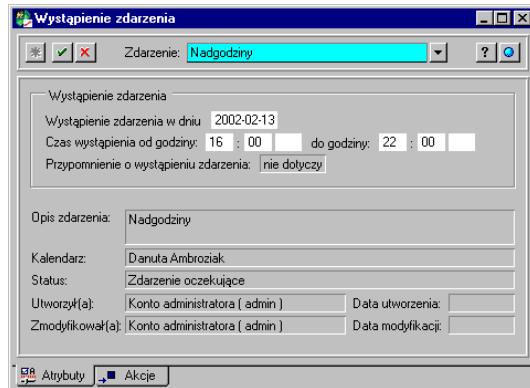 Wystąpienie zdarzenia
Zdarzenie: Nadgodziny
Wystąpienie zdarzenia
Wystąpienie zdarzenia w dniu 2002-02-13
Czas wystąpienia od godziny: 16 : 00 do godziny: 22 : 00
Przypomnienie o wystąpieniu zdarzenia: nie dotyczy
Opis zdarzenia: Nadgodziny
Kalendarz: Danuta Ambroziak
Status: Zdarzenie oczekujące
Utworzył(a): Konto administratora ( admin ) Data utworzenia:
Zmodyfikował(a): Konto administratora ( admin ) Data modyfikacji:
Atrybuty Akcje